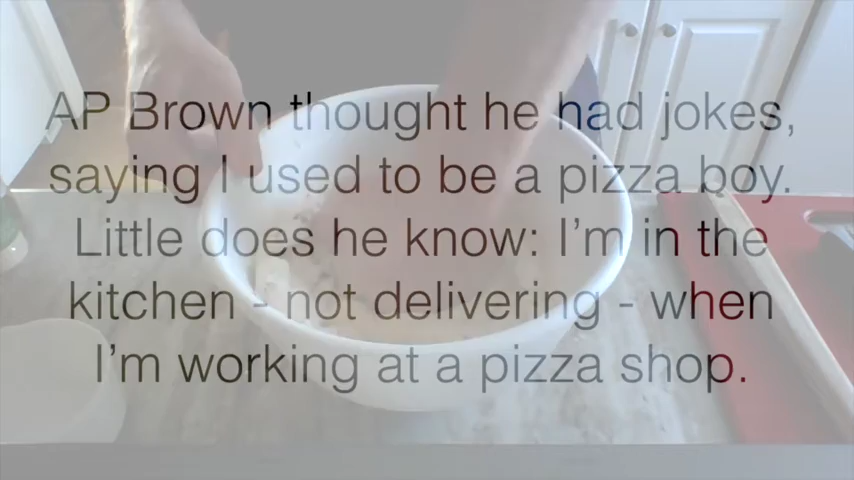 AP Brown thought he had jokes,
saying I used to be a pizza boy.
Little does he know: I’m in the
kitchen - not delivering - when
I’m working at a pizza shop.